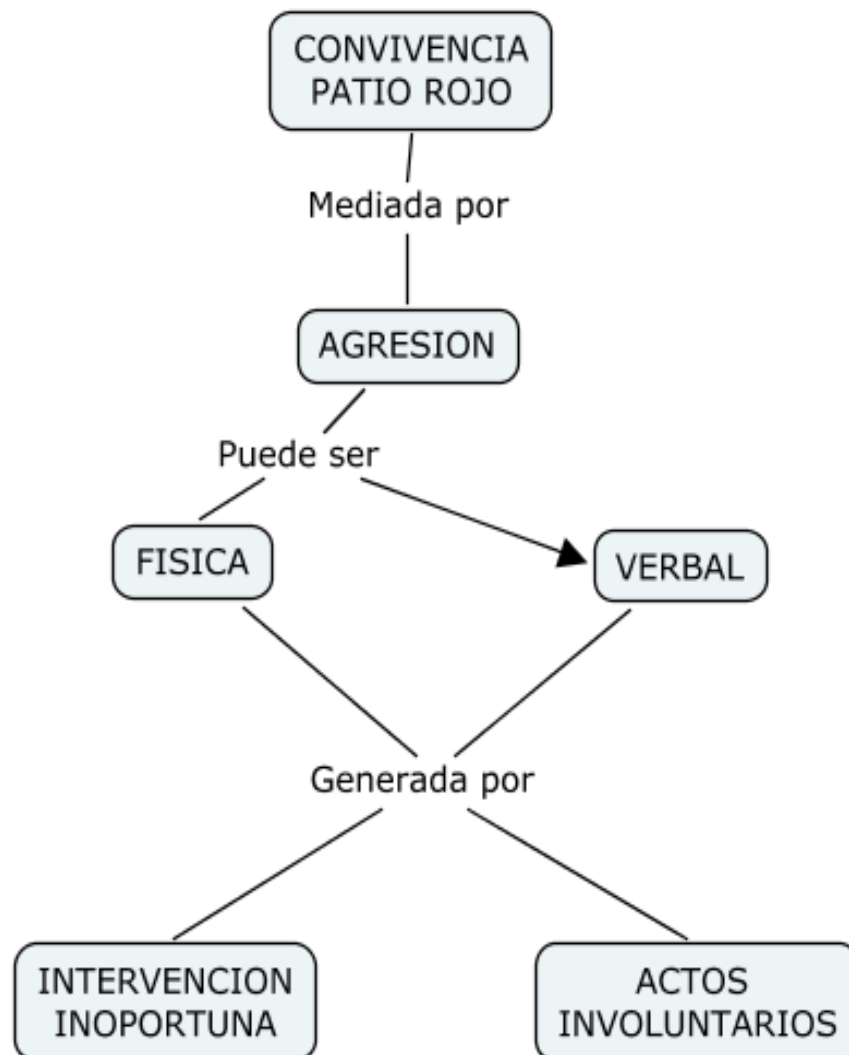 CONVIVENCIA
PATIO ROJO
Mediada por
AGRESION
Puede ser
FISICA
VERBAL
Generada por
INTERVENCION
INOPORTUNA
ACTOS
INVOLUNTARIOS